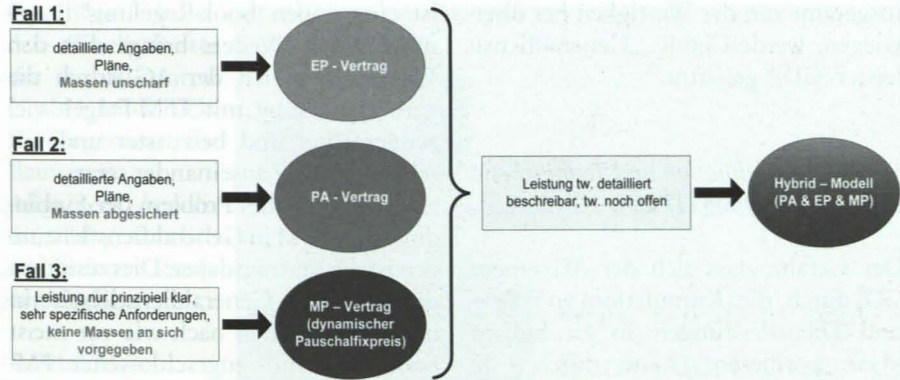 Fall 1:
detaillierte Angaben,
Pläne,
Massen unscharf
EP - Vertrag
Fall 2:
detaillierte Angaben,
Pläne,
Massen abgesichert
PA - Vertrag
Fall 3:
Leistung nur prinzipiell klar,
sehr spezifische Anforderungen,
keine Massen an sich
vorgegeben
MP – Vertrag
(dynamischer
Pauschalfixpreis)
Leistung tw. detailliert
beschreibbar, tw. noch offen
Hybrid – Modell
(PA & EP & MP)